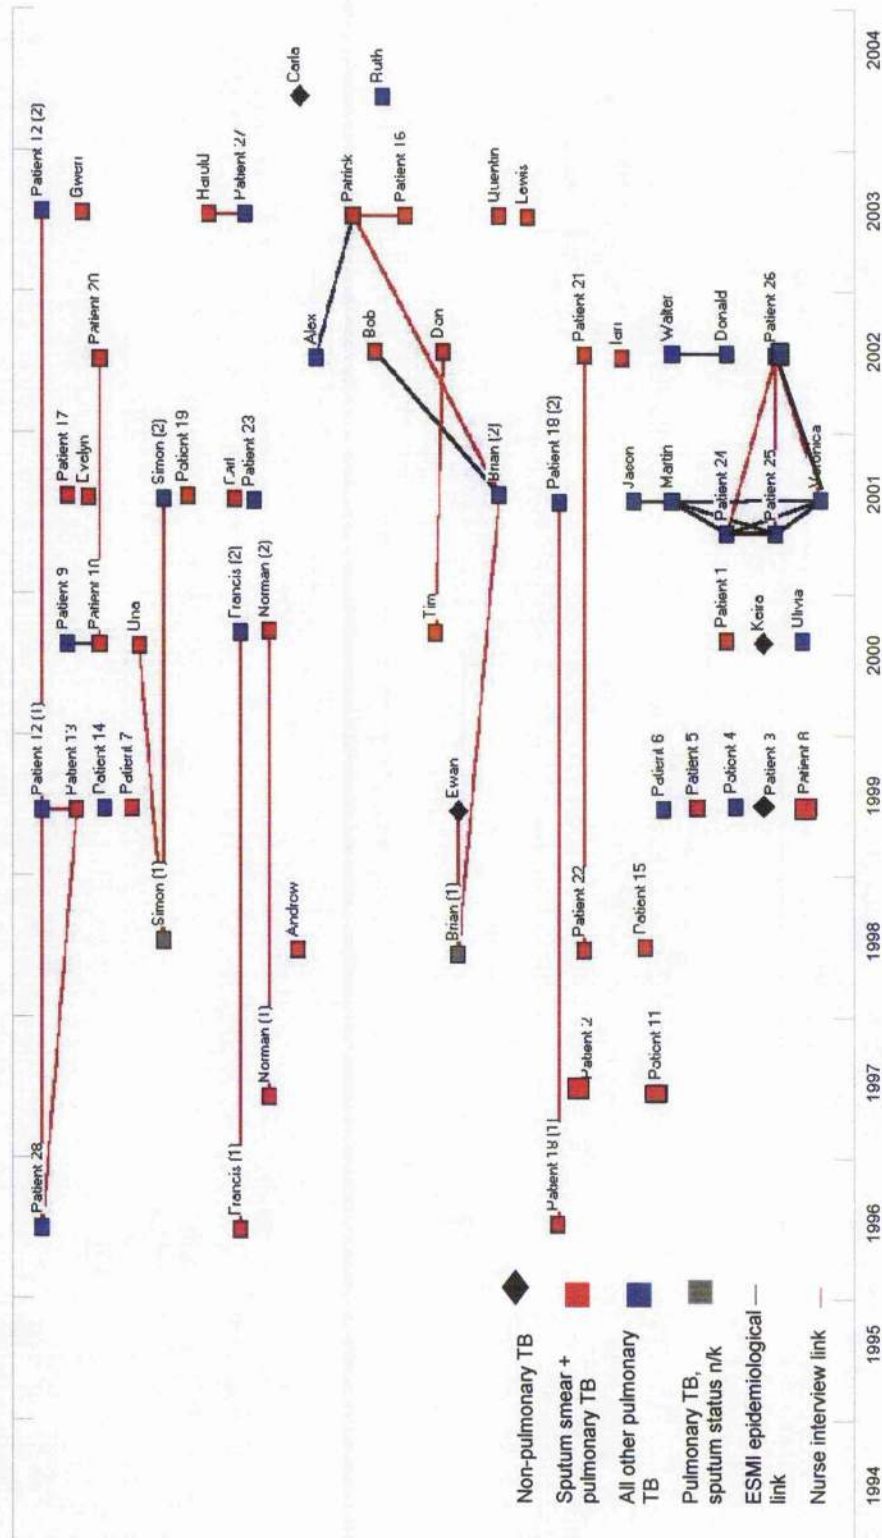 Patient 28
Patient 12 (1)
Patient 12 (2)
Patient 9
Patient 17
Patient 13
Evelyn
Gwen
Patient 10
Patient 20
Patient 14
Patient 7
Una
Simon (1)
Simon (2)
Patient 19
Harold
Earl
Francis (1)
Francis (2)
Patient 23
Patient 27
Norman (1)
Norman (2)
Andrew
Carla
Alex
Patrick
Bob
Ruth
Patient 16
Tim
Don
Brian (1)
Ewan
Brian (2)
Quentin
Lewis
Patient 18 (1)
Patient 18 (2)
Patient 2
Patient 22
Patient 21
Ian
Patient 15
Jason
Patient 11
Patient 6
Martin
Walter
Patient 5
Patient 1
Patient 24
Donald
Patient 4
Patient 3
Keira
Patient 25
Patient 26
Patient 8
Olivia
Veronica
Non-pulmonary TB
Sputum smear +
pulmonary TB
All other pulmonary
TB
Pulmonary TB,
sputum status n/k
ESMI epidemiological
link
Nurse interview link
1994 1995 1996 1997 1998 1999 2000 2001 2002 2003 2004